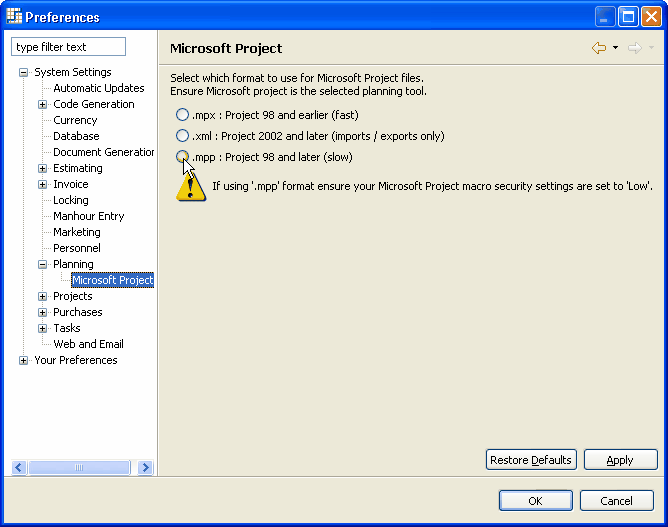 Preferences
type filter text
System Settings
Automatic Updates
Code Generation
Currency
Database
Document Generation
Estimating
Invoice
Locking
Manhour Entry
Marketing
Personnel
Planning
Microsoft Project
Projects
Purchases
Tasks
Web and Email
Your Preferences
Microsoft Project
Select which format to use for Microsoft Project files.
Ensure Microsoft project is the selected planning tool.
.mpx : Project 98 and earlier (fast)
.xml : Project 2002 and later (imports / exports only)
.mpp : Project 98 and later (slow)
If using '.mpp' format ensure your Microsoft Project macro security settings are set to 'Low'.
Restore Defaults
Apply
OK
Cancel